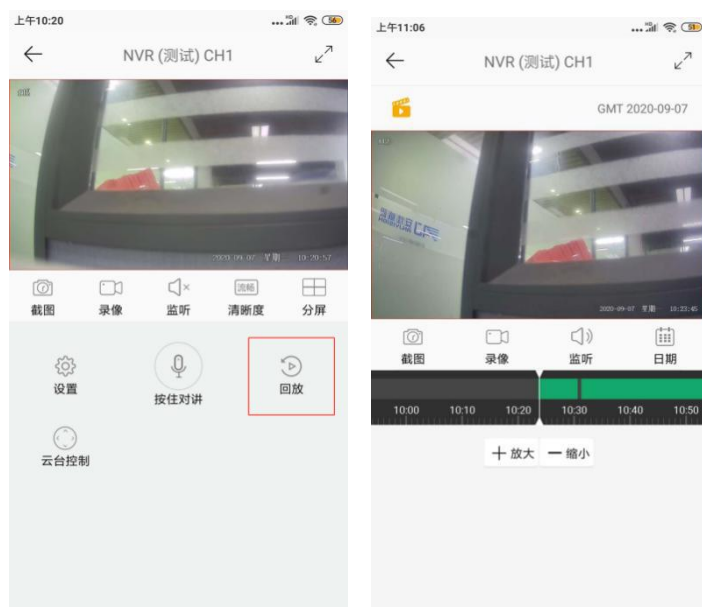 上午10:20
56
NVR (测试) CH1
2020-09-07 星期一 10:20:57
截图
录像
监听
流畅
清晰度
分屏
设置
按住对讲
回放
云台控制
上午11:06
51
NVR (测试) CH1
GMT 2020-09-07
2020-09-07 星期一 10:23:45
截图
录像
监听
日期
10:00 10:10 10:20 10:30 10:40 10:50
放大
缩小